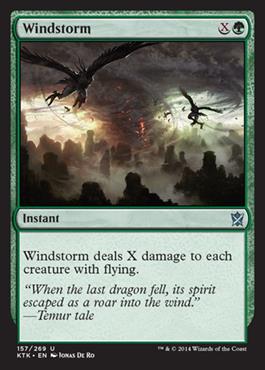 Windstorm X
Instant
Windstorm deals X damage to each
creature with flying.
“When the last dragon fell, its spirit
escaped as a roar into the wind.”
—Temur tale
157/269 U
KTK • EN Jonas De Ro ™ & © 2014 Wizards of the Coast